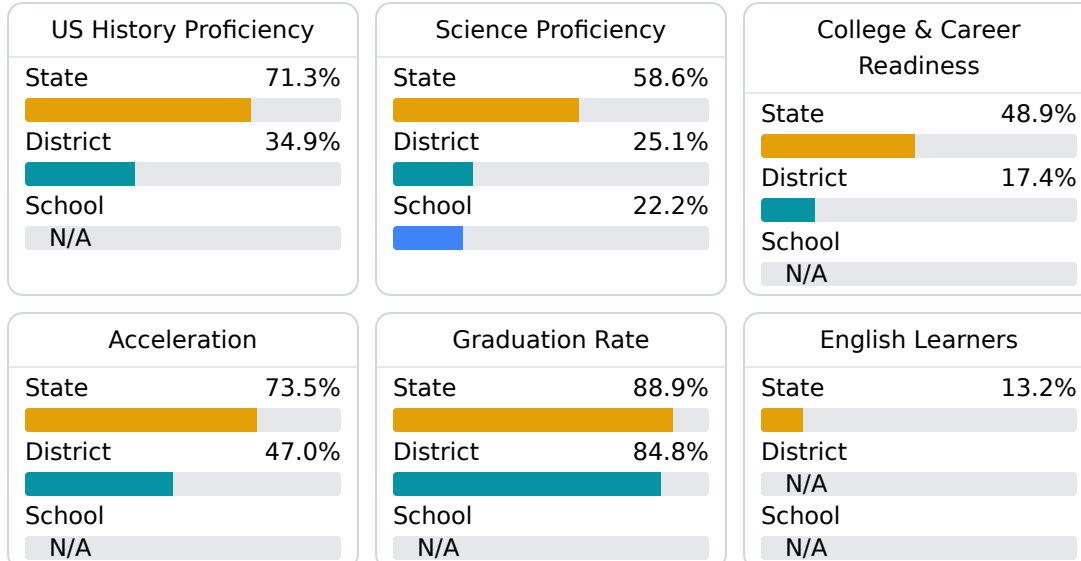 US History Proficiency
State 71.3%
District 34.9%
School
N/A
Science Proficiency
State 58.6%
District 25.1%
School 22.2%
College & Career
Readiness
State 48.9%
District 17.4%
School
N/A
Acceleration
State 73.5%
District 47.0%
School
N/A
Graduation Rate
State 88.9%
District 84.8%
School
N/A
English Learners
State 13.2%
District
N/A
School
N/A